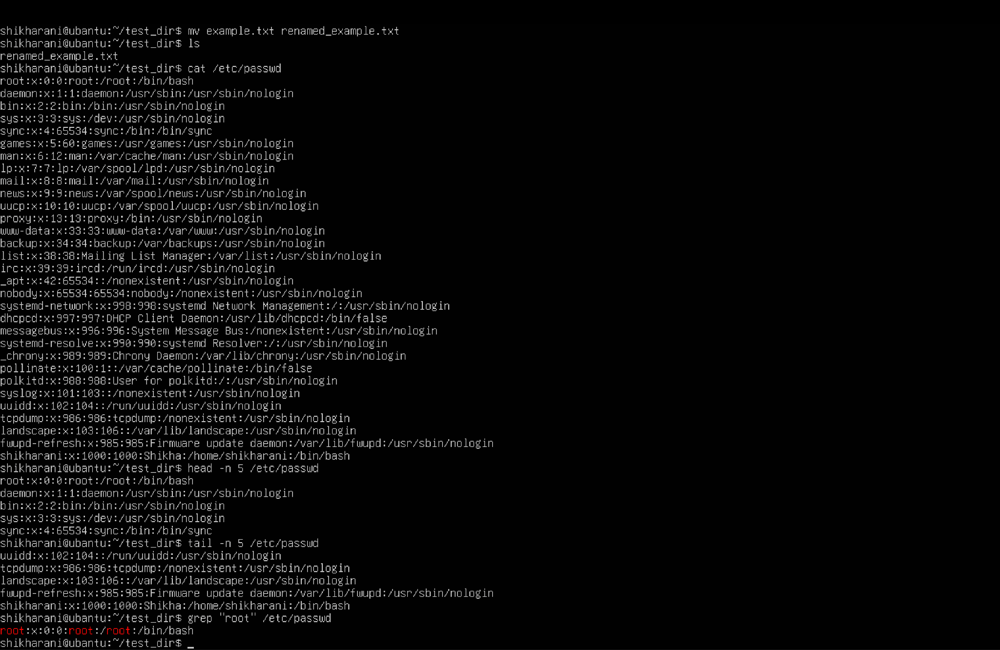 shikharani@ubantu:~/test_dir$ mv example.txt renamed_example.txt
shikharani@ubantu:~/test_dir$ ls
renamed_example.txt
shikharani@ubantu:~/test_dir$ cat /etc/passwd
root:x:0:0:root:/root:/bin/bash
daemon:x:1:1:daemon:/usr/sbin:/usr/sbin/nologin
bin:x:2:2:bin:/bin:/usr/sbin/nologin
sys:x:3:3:sys:/dev:/usr/sbin/nologin
sync:x:4:65534:sync:/bin:/bin/sync
games:x:5:60:games:/usr/games:/usr/sbin/nologin
man:x:6:12:man:/var/cache/man:/usr/sbin/nologin
lp:x:7:7:lp:/var/spool/lpd:/usr/sbin/nologin
mail:x:8:8:mail:/var/mail:/usr/sbin/nologin
news:x:9:9:news:/var/spool/news:/usr/sbin/nologin
uucp:x:10:10:uucp:/var/spool/uucp:/usr/sbin/nologin
proxy:x:13:13:proxy:/bin:/usr/sbin/nologin
www-data:x:33:33:www-data:/var/www:/usr/sbin/nologin
backup:x:34:34:backup:/var/backups:/usr/sbin/nologin
list:x:38:38:Mailing List Manager:/var/list:/usr/sbin/nologin
irc:x:39:39:ircd:/run/ircd:/usr/sbin/nologin
_apt:x:42:65534::/nonexistent:/usr/sbin/nologin
nobody:x:65534:65534:nobody:/nonexistent:/usr/sbin/nologin
systemd-network:x:998:998:systemd Network Management:/:/usr/sbin/nologin
dhcpcd:x:997:997:DHCP Client Daemon:/usr/lib/dhcpcd:/bin/false
messagebus:x:996:996:System Message Bus:/nonexistent:/usr/sbin/nologin
systemd-resolve:x:990:990:systemd Resolver:/:/usr/sbin/nologin
_chrony:x:989:989:Chrony Daemon:/var/lib/chrony:/usr/sbin/nologin
pollinate:x:100:1::/var/cache/pollinate:/bin/false
polkitd:x:988:988:User for polkitd:/:/usr/sbin/nologin
syslog:x:101:103::/nonexistent:/usr/sbin/nologin
uuidd:x:102:104::/run/uuidd:/usr/sbin/nologin
tcpdump:x:986:986:tcpdump:/nonexistent:/usr/sbin/nologin
landscape:x:103:106::/var/lib/landscape:/usr/sbin/nologin
fwupd-refresh:x:985:985:Firmware update daemon:/var/lib/fwupd:/usr/sbin/nologin
shikharani:x:1000:1000:Shikha:/home/shikharani:/bin/bash
shikharani@ubantu:~/test_dir$ head -n 5 /etc/passwd
root:x:0:0:root:/root:/bin/bash
daemon:x:1:1:daemon:/usr/sbin:/usr/sbin/nologin
bin:x:2:2:bin:/bin:/usr/sbin/nologin
sys:x:3:3:sys:/dev:/usr/sbin/nologin
sync:x:4:65534:sync:/bin:/bin/sync
shikharani@ubantu:~/test_dir$ tail -n 5 /etc/passwd
uuidd:x:102:104::/run/uuidd:/usr/sbin/nologin
tcpdump:x:986:986:tcpdump:/nonexistent:/usr/sbin/nologin
landscape:x:103:106::/var/lib/landscape:/usr/sbin/nologin
fwupd-refresh:x:985:985:Firmware update daemon:/var/lib/fwupd:/usr/sbin/nologin
shikharani:x:1000:1000:Shikha:/home/shikharani:/bin/bash
shikharani@ubantu:~/test_dir$ grep "root" /etc/passwd
root:x:0:0:root:/root:/bin/bash
shikharani@ubantu:~/test_dir$ _